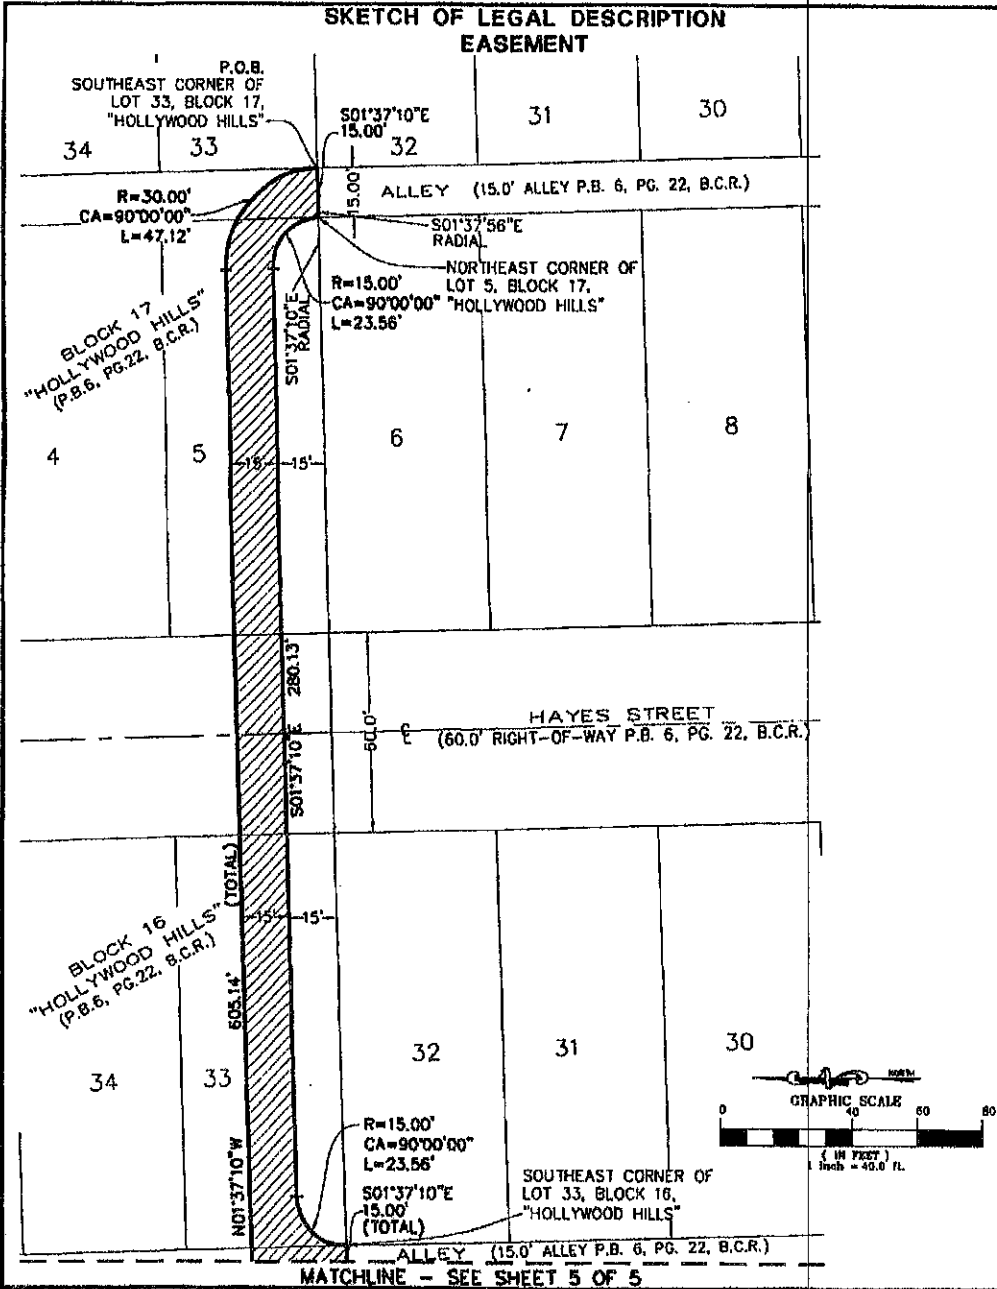 SKETCH OF LEGAL DESCRIPTION
EASEMENT
P.O.B.
SOUTHEAST CORNER OF
LOT 33, BLOCK 17,
"HOLLYWOOD HILLS"
S01°37'10"E
15.00'
34
33
32
31
30
R=30.00'
CA=90°00'00"
L=47.12'
15.00'
ALLEY (15.0' ALLEY P.B. 6, PG. 22, B.C.R.)
S01°37'56"E
RADIAL
NORTHEAST CORNER OF
LOT 5, BLOCK 17,
"HOLLYWOOD HILLS"
R=15.00'
CA=90°00'00"
L=23.56'
S01°37'10"E
RADIAL
BLOCK 17
"HOLLYWOOD HILLS"
(P.B.6, PG.22, B.C.R.)
4
5
15'
15'
6
7
8
280.13'
S01°37'10"E
60.0'
HAYES STREET
(60.0' RIGHT-OF-WAY P.B. 6, PG. 22, B.C.R.)
BLOCK 16
"HOLLYWOOD HILLS"
(P.B.6, PG.22, B.C.R.)
(TOTAL)
605.14'
N01°37'10"W
15'
15'
34
33
32
31
30
NORTH
GRAPHIC SCALE
0
40
60
80
( IN FEET )
1 inch = 40.0 ft.
R=15.00'
CA=90°00'00"
L=23.56'
S01°37'10"E
15.00'
(TOTAL)
SOUTHEAST CORNER OF
LOT 33, BLOCK 16,
"HOLLYWOOD HILLS"
ALLEY (15.0' ALLEY P.B. 6, PG. 22, B.C.R.)
MATCHLINE - SEE SHEET 5 OF 5